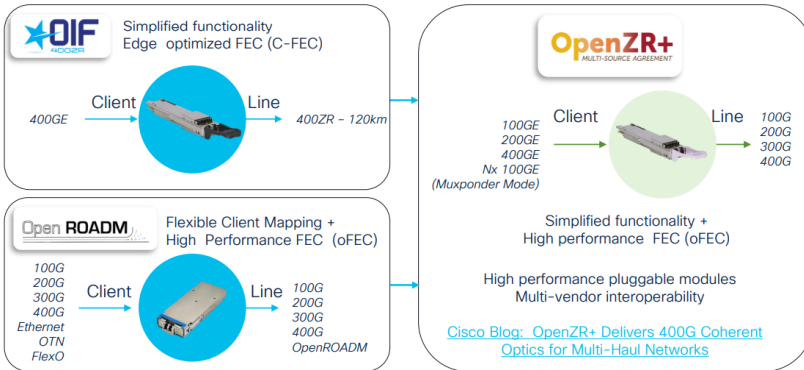 OIF
400ZR
Simplified functionality
Edge optimized FEC (C-FEC)
Client
Line
400GE
400ZR – 120km
Open ROADM
Flexible Client Mapping +
High Performance FEC (oFEC)
100G
200G
300G
400G
Ethernet
OTN
FlexO
Client
Line
100G
200G
300G
400G
OpenROADM
OpenZR+
MULTI-SOURCE AGREEMENT
Client
Line
100GE
200GE
400GE
Nx 100GE
(Muxponder Mode)
100G
200G
300G
400G
Simplified functionality +
High performance FEC (oFEC)
High performance pluggable modules
Multi-vendor interoperability
Cisco Blog: OpenZR+ Delivers 400G Coherent
Optics for Multi-Haul Networks